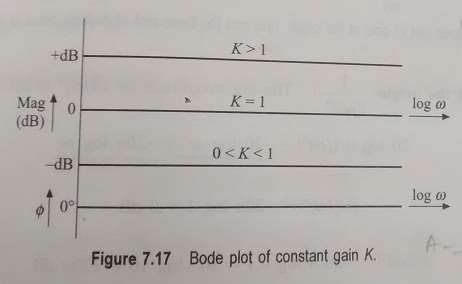 +dB
K > 1
Mag
(dB)
0
K = 1
log ω
–dB
0 < K < 1
ϕ
0°
log ω
Figure 7.17 Bode plot of constant gain K.